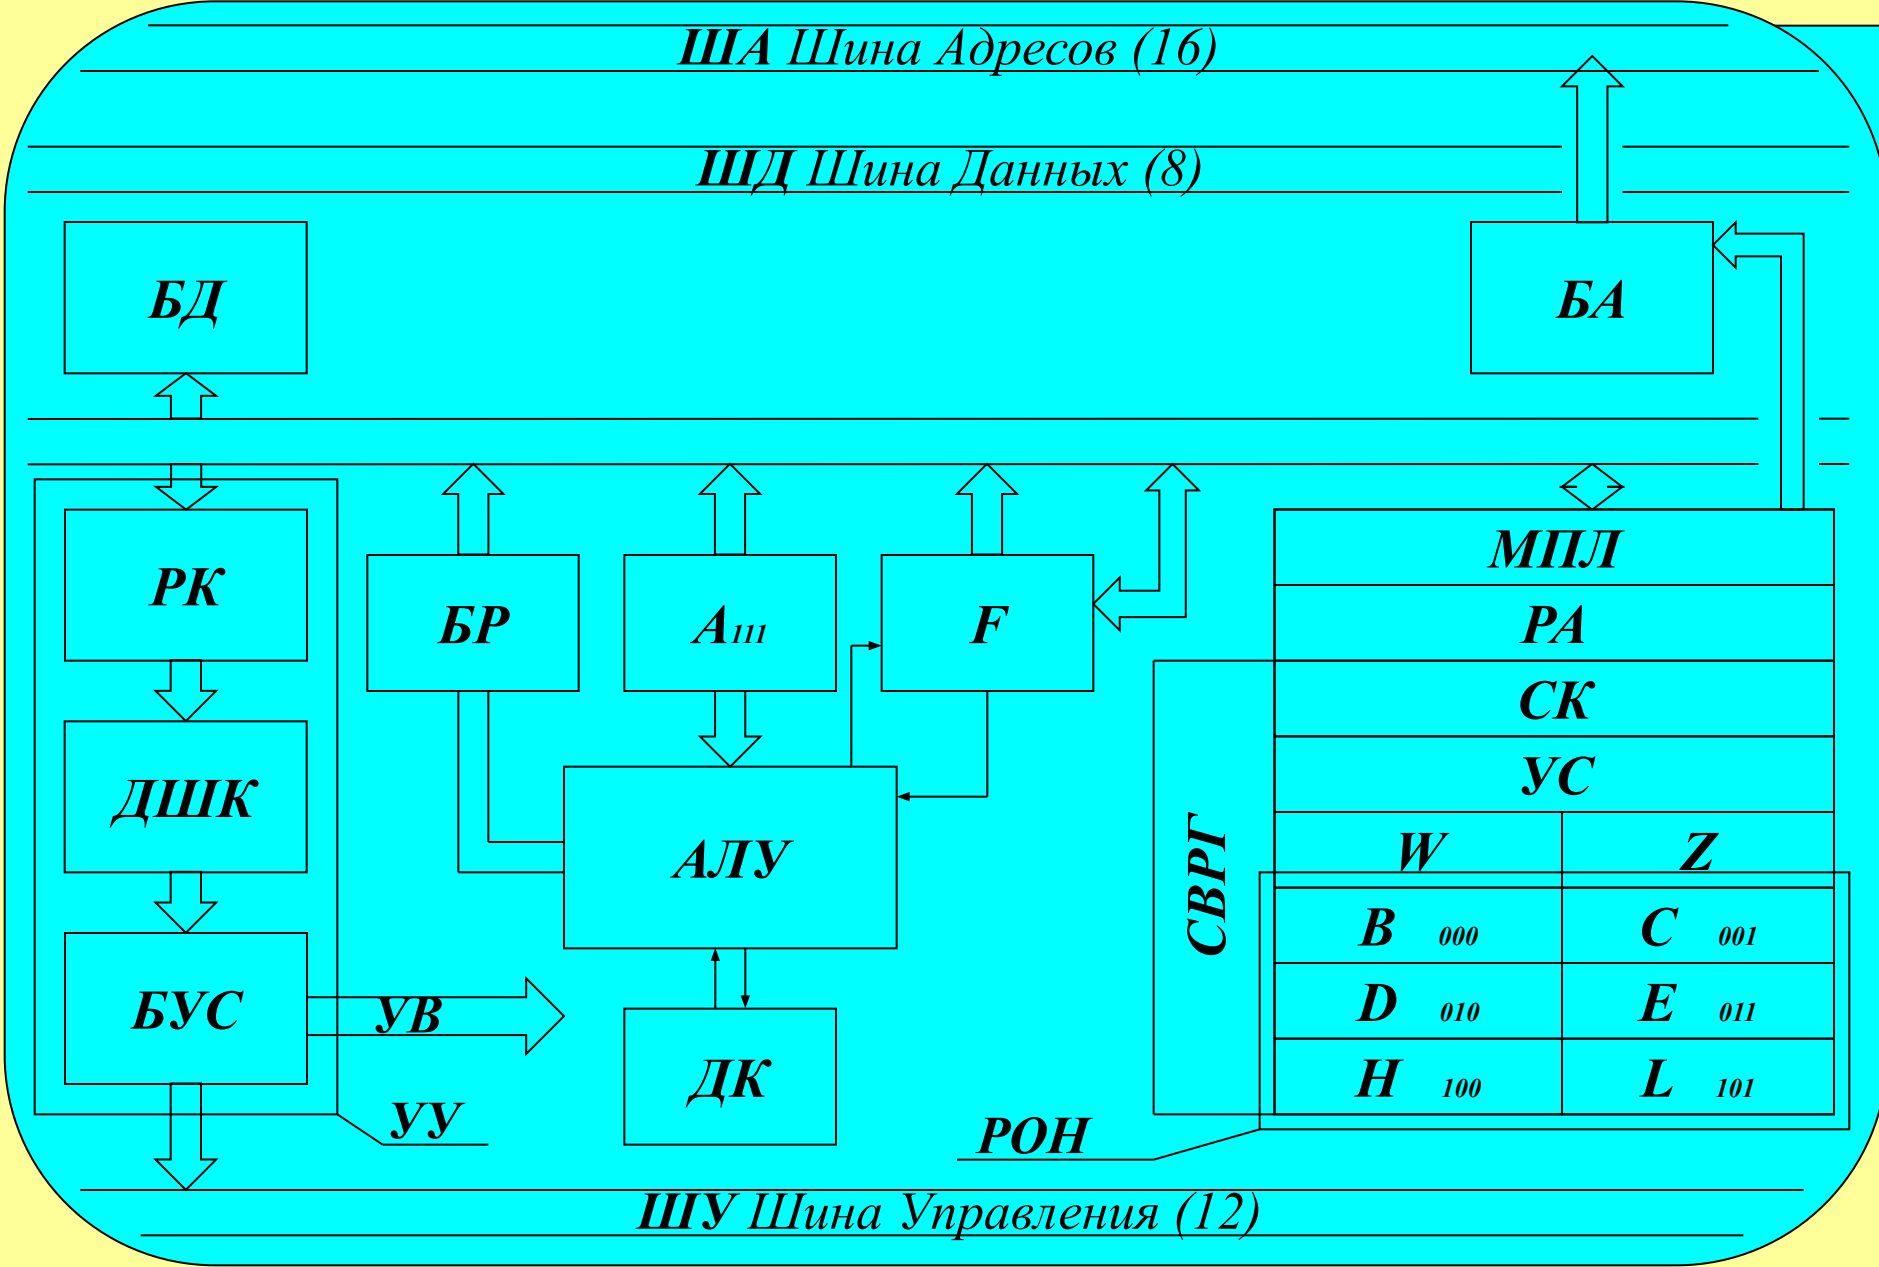 ША Шина Адресов (16)
ШД Шина Данных (8)
БД
БА
РК
БР
А111
F
МПЛ
РА
СК
УС
ДШК
АЛУ
СВРГ
W Z
B 000 C 001
D 010 E 011
H 100 L 101
БУС
УВ
ДК
УУ
РОН
ШУ Шина Управления (12)